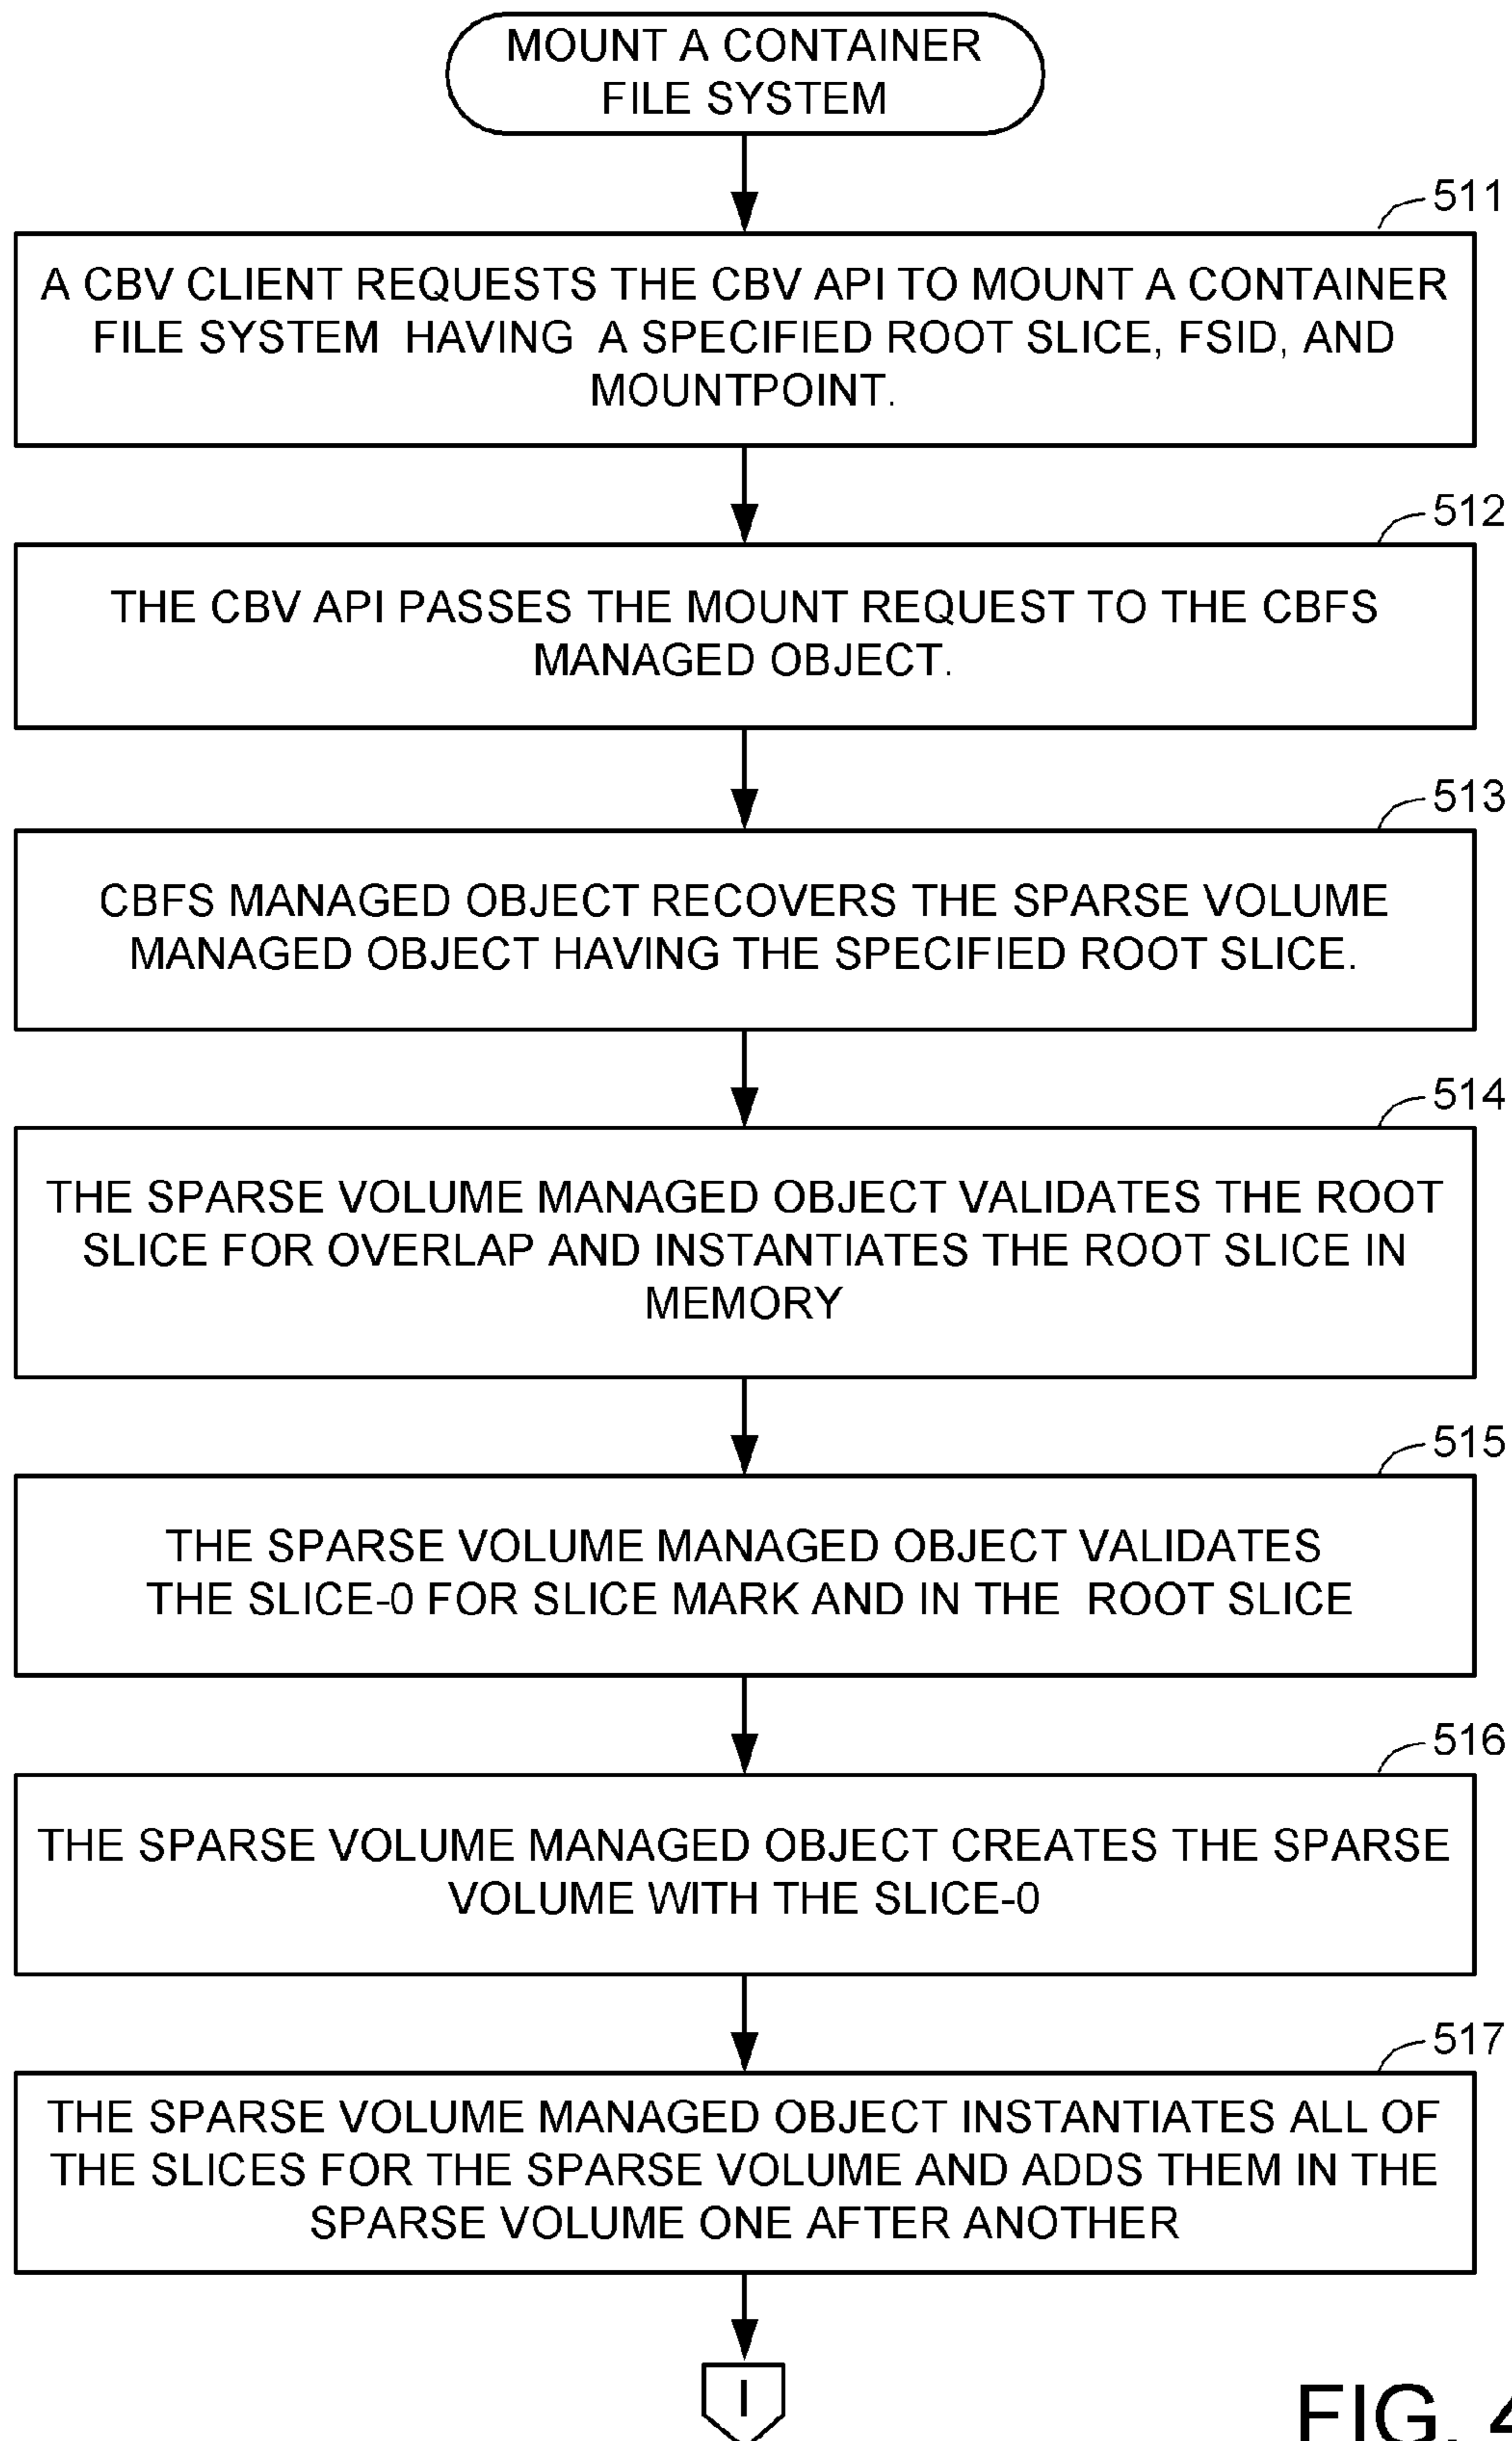 MOUNT A CONTAINER
FILE SYSTEM
511
A CBV CLIENT REQUESTS THE CBV API TO MOUNT A CONTAINER
FILE SYSTEM HAVING A SPECIFIED ROOT SLICE, FSID, AND
MOUNTPOINT.
512
THE CBV API PASSES THE MOUNT REQUEST TO THE CBFS
MANAGED OBJECT.
513
CBFS MANAGED OBJECT RECOVERS THE SPARSE VOLUME
MANAGED OBJECT HAVING THE SPECIFIED ROOT SLICE.
514
THE SPARSE VOLUME MANAGED OBJECT VALIDATES THE ROOT
SLICE FOR OVERLAP AND INSTANTIATES THE ROOT SLICE IN
MEMORY
515
THE SPARSE VOLUME MANAGED OBJECT VALIDATES
THE SLICE-0 FOR SLICE MARK AND IN THE ROOT SLICE
516
THE SPARSE VOLUME MANAGED OBJECT CREATES THE SPARSE
VOLUME WITH THE SLICE-0
517
THE SPARSE VOLUME MANAGED OBJECT INSTANTIATES ALL OF
THE SLICES FOR THE SPARSE VOLUME AND ADDS THEM IN THE
SPARSE VOLUME ONE AFTER ANOTHER
I
FIG.